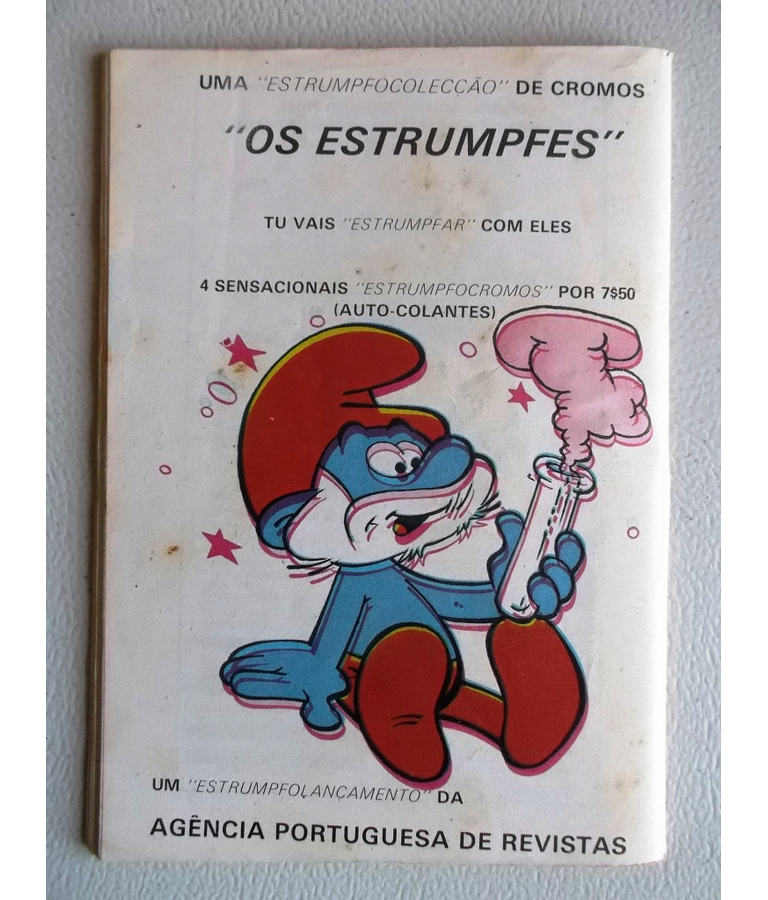 UMA "ESTRUMPFOCOLECÇÃO" DE CROMOS
"OS ESTRUMPFES"
TU VAIS "ESTRUMPFAR" COM ELES
4 SENSACIONAIS "ESTRUMPFOCROMOS" POR 7$50
(AUTO-COLANTES)
UM "ESTRUMPFOLANÇAMENTO" DA
AGÊNCIA PORTUGUESA DE REVISTAS